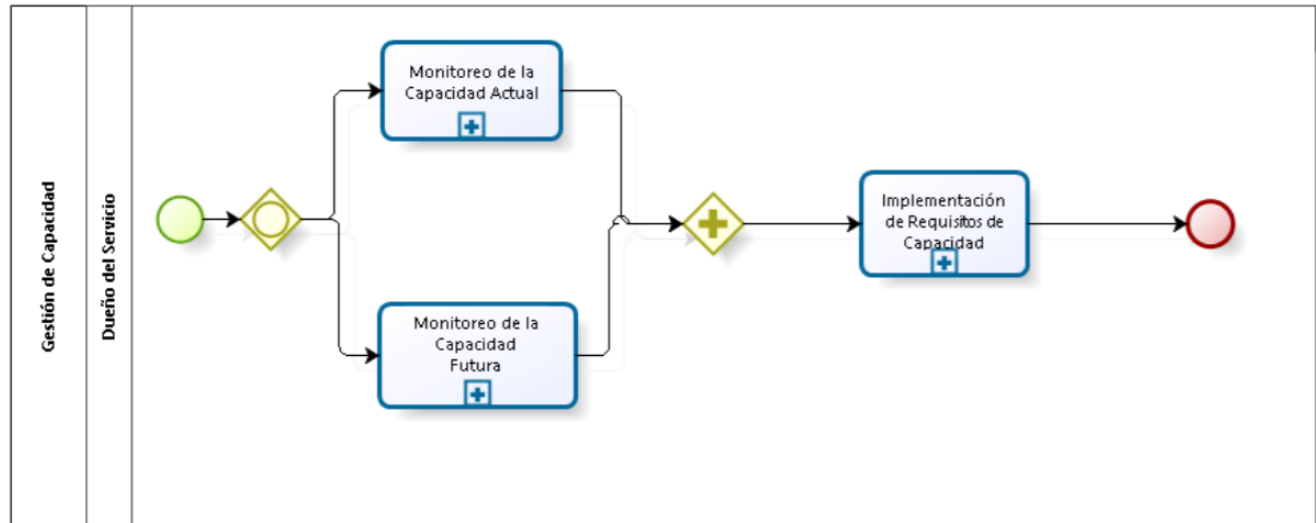 Gestión de Capacidad
Dueño del Servicio
Monitoreo de la
Capacidad Actual
Monitoreo de la
Capacidad
Futura
Implementación
de Requisitos de
Capacidad